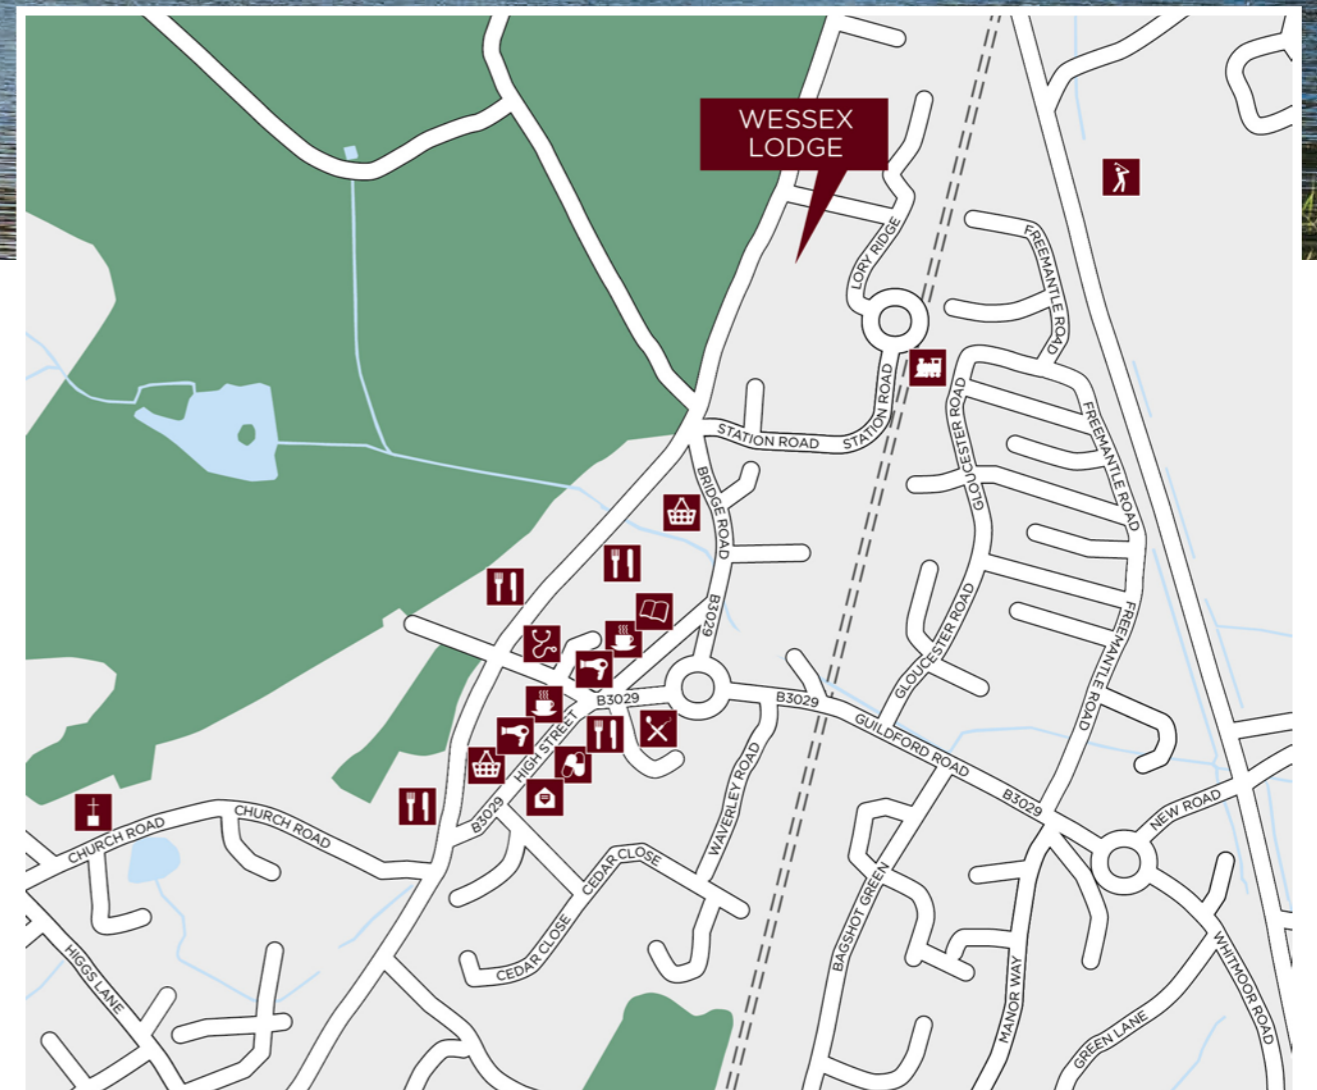 WESSEX
LODGE
LORY RIDGE
FREEMANTLE ROAD
STATION ROAD
STATION ROAD
GLOUCESTER ROAD
FREEMANTLE ROAD
BRIDGE ROAD
B3029
GLOUCESTER ROAD
FREEMANTLE ROAD
B3029
B3029
GUILDFORD ROAD
HIGH STREET
B3029
WAVERLEY ROAD
B3029
NEW ROAD
CHURCH ROAD
CHURCH ROAD
CEDAR CLOSE
CEDAR CLOSE
BAGSHOT GREEN
HIGGS LANE
MANOR WAY
GREEN LANE
WHITMOOR ROAD